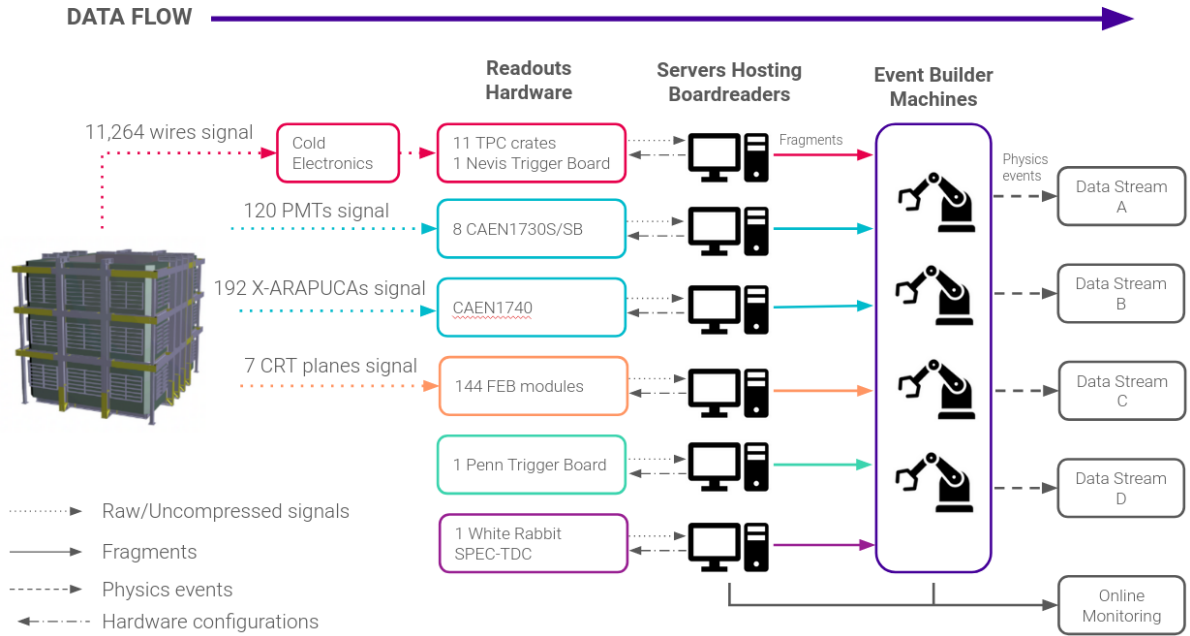 DATA FLOW
Readouts
Hardware
Servers Hosting
Boardreaders
Event Builder
Machines
11,264 wires signal
Cold
Electronics
11 TPC crates
1 Nevis Trigger Board
Fragments
Physics
events
Data Stream
A
120 PMTs signal
8 CAEN1730S/SB
192 X-ARAPUCAs signal
CAEN1740
Data Stream
B
7 CRT planes signal
144 FEB modules
Data Stream
C
1 Penn Trigger Board
Data Stream
D
1 White Rabbit
SPEC-TDC
Raw/Uncompressed signals
Fragments
Physics events
Hardware configurations
Online
Monitoring